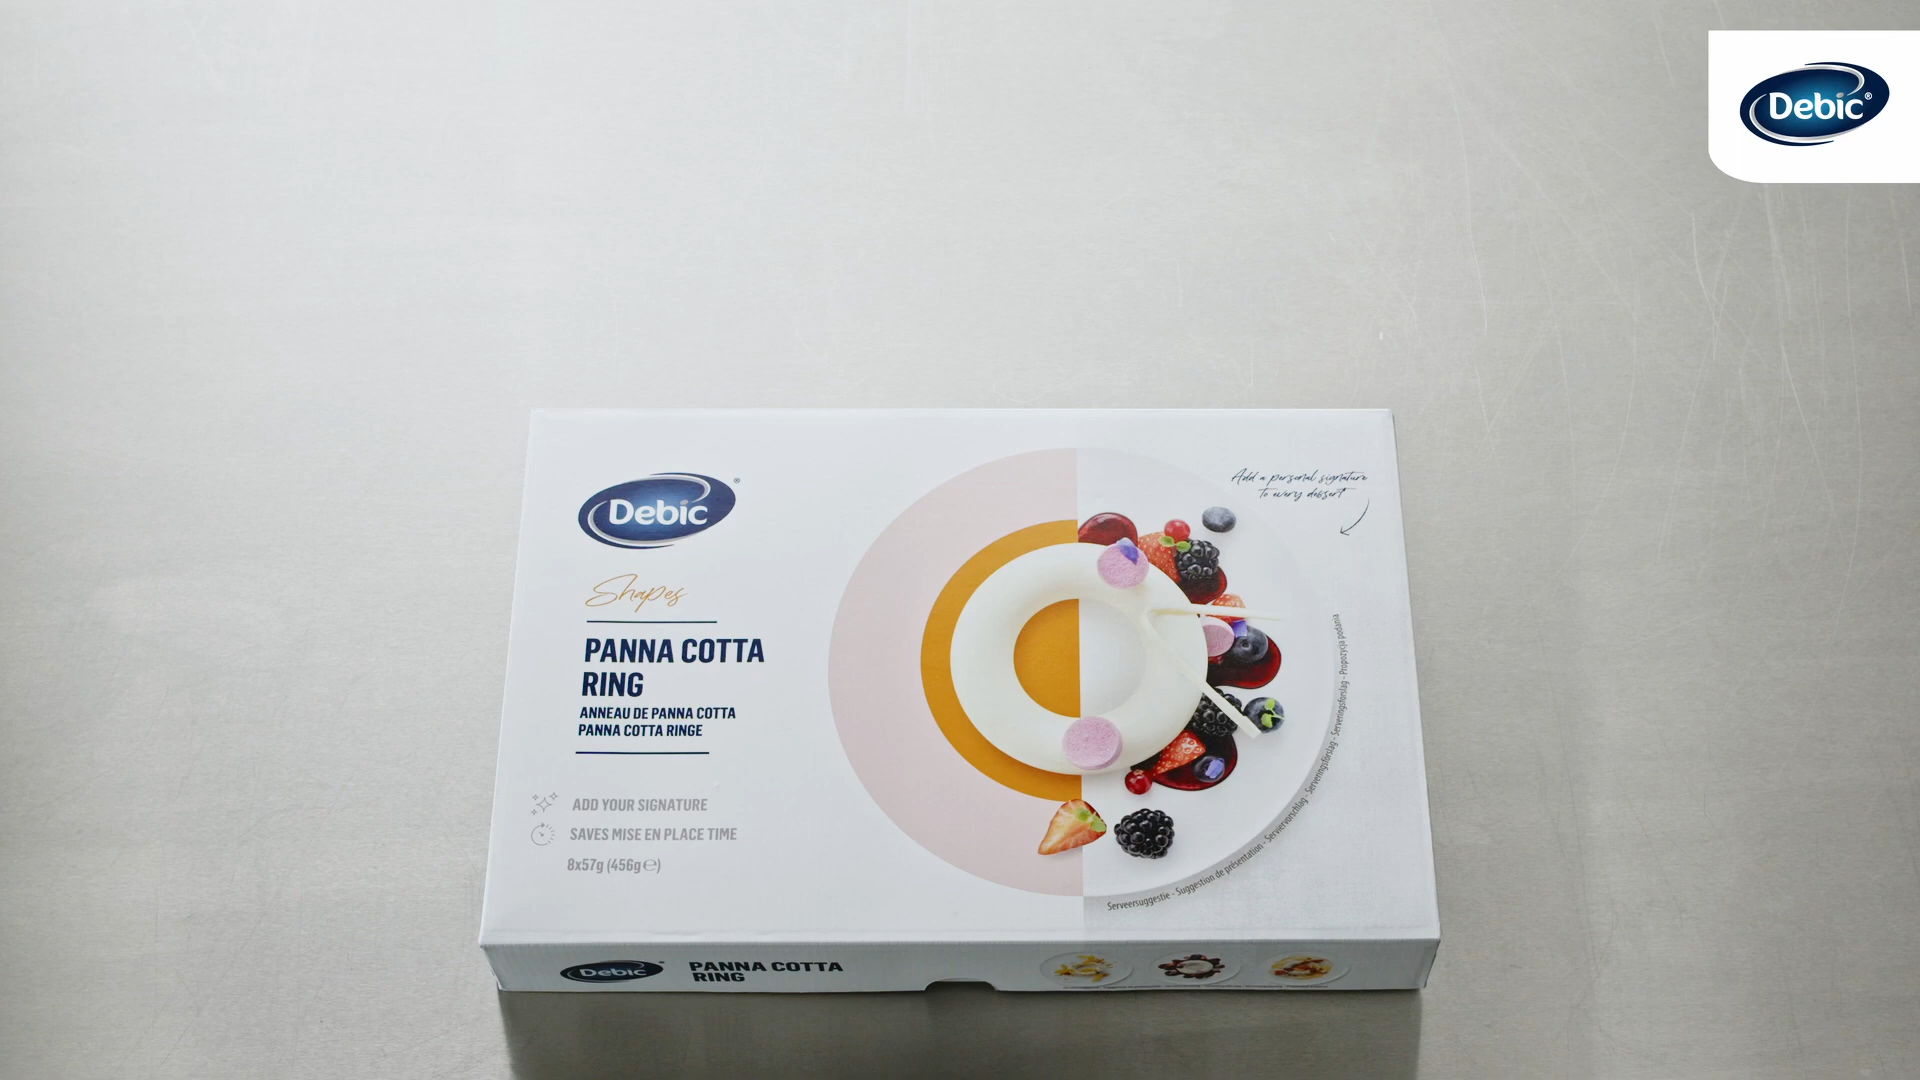 Debic®
Debic®
Shapes
PANNA COTTA
RING
ANNEAU DE PANNA COTTA
PANNA COTTA RINGE
ADD YOUR SIGNATURE
SAVES MISE EN PLACE TIME
8x57g (456g℮)
Add a personal signature
to every dessert
Serveersuggestie - Suggestion de présentation - Serviervorschlag - Serveringsförslag - Serveringsforslag - Propozycja podania
Debic
PANNA COTTA
RING